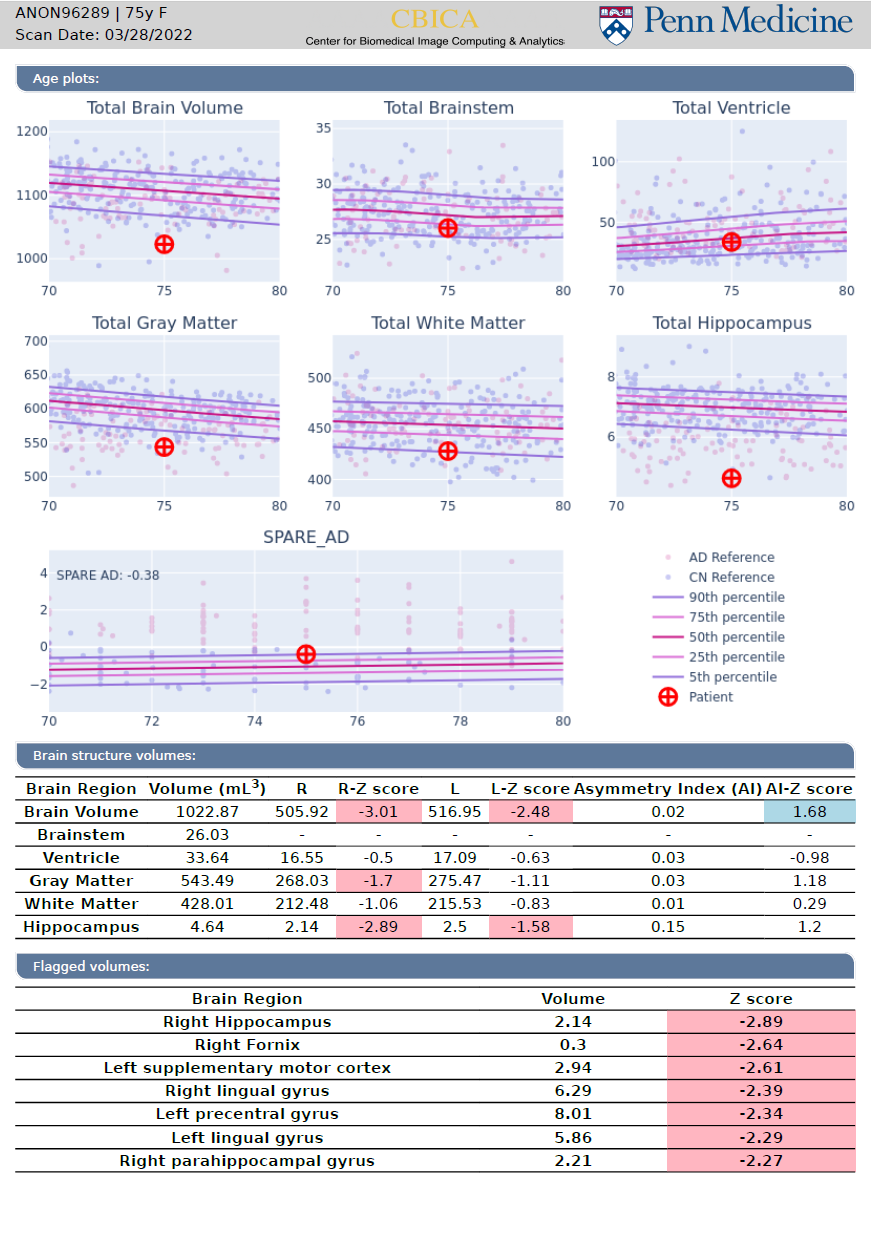 ANON96289 | 75y F
Scan Date: 03/28/2022
CBICA
Center for Biomedical Image Computing & Analytics
Penn Medicine
Age plots:
Total Brain Volume
1200
1100
1000
70 75 80
Total Brainstem
35
30
25
70 75 80
Total Ventricle
100
50
70 75 80
Total Gray Matter
700
650
600
550
500
70 75 80
Total White Matter
500
450
400
70 75 80
Total Hippocampus
8
6
70 75 80
SPARE_AD
SPARE AD: -0.38
4
2
0
−2
70 72 74 76 78 80
AD Reference
CN Reference
90th percentile
75th percentile
50th percentile
25th percentile
5th percentile
Patient
Brain structure volumes:
Brain Region Volume (mL³) R R-Z score L L-Z score Asymmetry Index (AI) AI-Z score
Brain Volume 1022.87 505.92 -3.01 516.95 -2.48 0.02 1.68
Brainstem 26.03 - - - - - -
Ventricle 33.64 16.55 -0.5 17.09 -0.63 0.03 -0.98
Gray Matter 543.49 268.03 -1.7 275.47 -1.11 0.03 1.18
White Matter 428.01 212.48 -1.06 215.53 -0.83 0.01 0.29
Hippocampus 4.64 2.14 -2.89 2.5 -1.58 0.15 1.2
Flagged volumes:
Brain Region Volume Z score
Right Hippocampus 2.14 -2.89
Right Fornix 0.3 -2.64
Left supplementary motor cortex 2.94 -2.61
Right lingual gyrus 6.29 -2.39
Left precentral gyrus 8.01 -2.34
Left lingual gyrus 5.86 -2.29
Right parahippocampal gyrus 2.21 -2.27